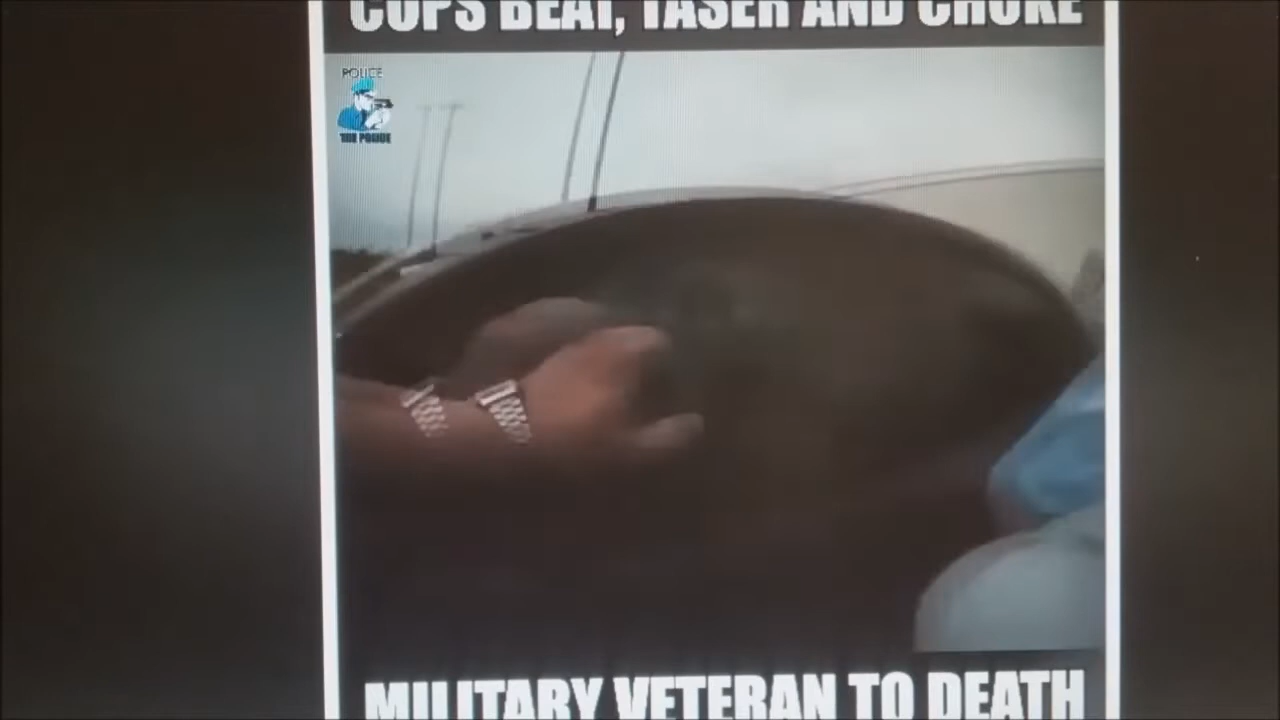 COPS BEAT, TASER AND CHOKE
POLICE
THE POLICE
MILITARY VETERAN TO DEATH